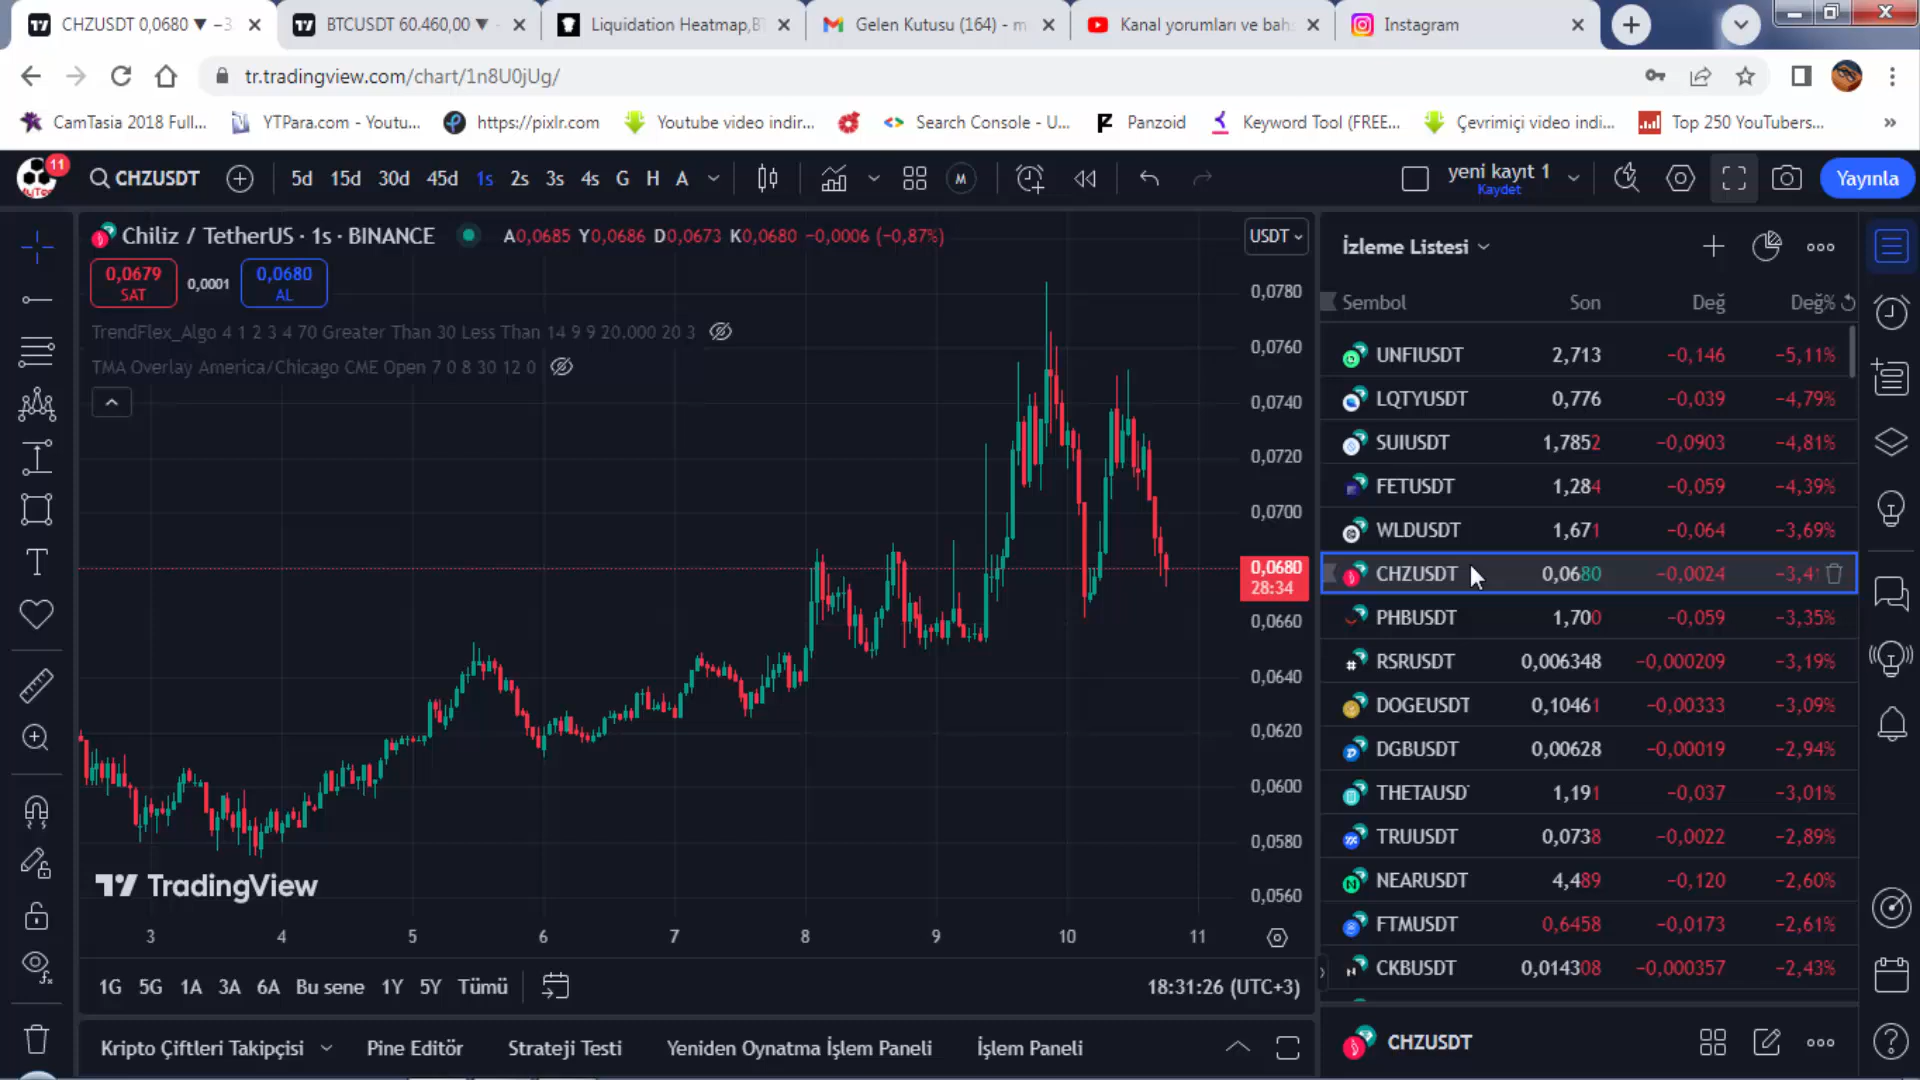 CHZUSDT 0,0680 ▼ −3
BTCUSDT 60.460,00 ▼
Liquidation Heatmap,B
Gelen Kutusu (164) - m
Kanal yorumları ve bah
Instagram
tr.tradingview.com/chart/1n8U0jUg/
CamTasia 2018 Full...
YTPara.com - Youtu...
https://pixlr.com
Youtube video indir...
Search Console - U...
Panzoid
Keyword Tool (FREE...
Çevrimiçi video indi...
Top 250 YouTubers...
»
11
CHZUSDT
5d 15d 30d 45d 1s 2s 3s 4s G H A
M
yeni kayıt 1
Kaydet
Yayınla
Chiliz / TetherUS · 1s · BINANCE
A0,0685 Y0,0686 D0,0673 K0,0680 −0,0006 (−0,87%)
USDT
0,0679
SAT
0,0001
0,0680
AL
TrendFlex_Algo 4 1 2 3 4 70 Greater Than 30 Less Than 14 9 9 20.000 20 3
TMA Overlay America/Chicago CME Open 7 0 8 30 12 0
0,0780
0,0760
0,0740
0,0720
0,0700
0,0680
28:34
0,0660
0,0640
0,0620
0,0600
0,0580
0,0560
TradingView
3 4 5 6 7 8 9 10 11
1G 5G 1A 3A 6A Bu sene 1Y 5Y Tümü
18:31:26 (UTC+3)
Kripto Çiftleri Takipçisi
Pine Editör
Strateji Testi
Yeniden Oynatma İşlem Paneli
İşlem Paneli
İzleme Listesi
Sembol Son Değ Değ%
UNFIUSDT 2,713 −0,146 −5,11%
LQTYUSDT 0,776 −0,039 −4,79%
SUIUSDT 1,7852 −0,0903 −4,81%
FETUSDT 1,284 −0,059 −4,39%
WLDUSDT 1,671 −0,064 −3,69%
CHZUSDT 0,0680 −0,0024 −3,41
PHBUSDT 1,700 −0,059 −3,35%
RSRUSDT 0,006348 −0,000209 −3,19%
DOGEUSDT 0,10461 −0,00333 −3,09%
DGBUSDT 0,00628 −0,00019 −2,94%
THETAUSD 1,191 −0,037 −3,01%
TRUUSDT 0,0738 −0,0022 −2,89%
NEARUSDT 4,489 −0,120 −2,60%
FTMUSDT 0,6458 −0,0173 −2,61%
CKBUSDT 0,014308 −0,000357 −2,43%
CHZUSDT